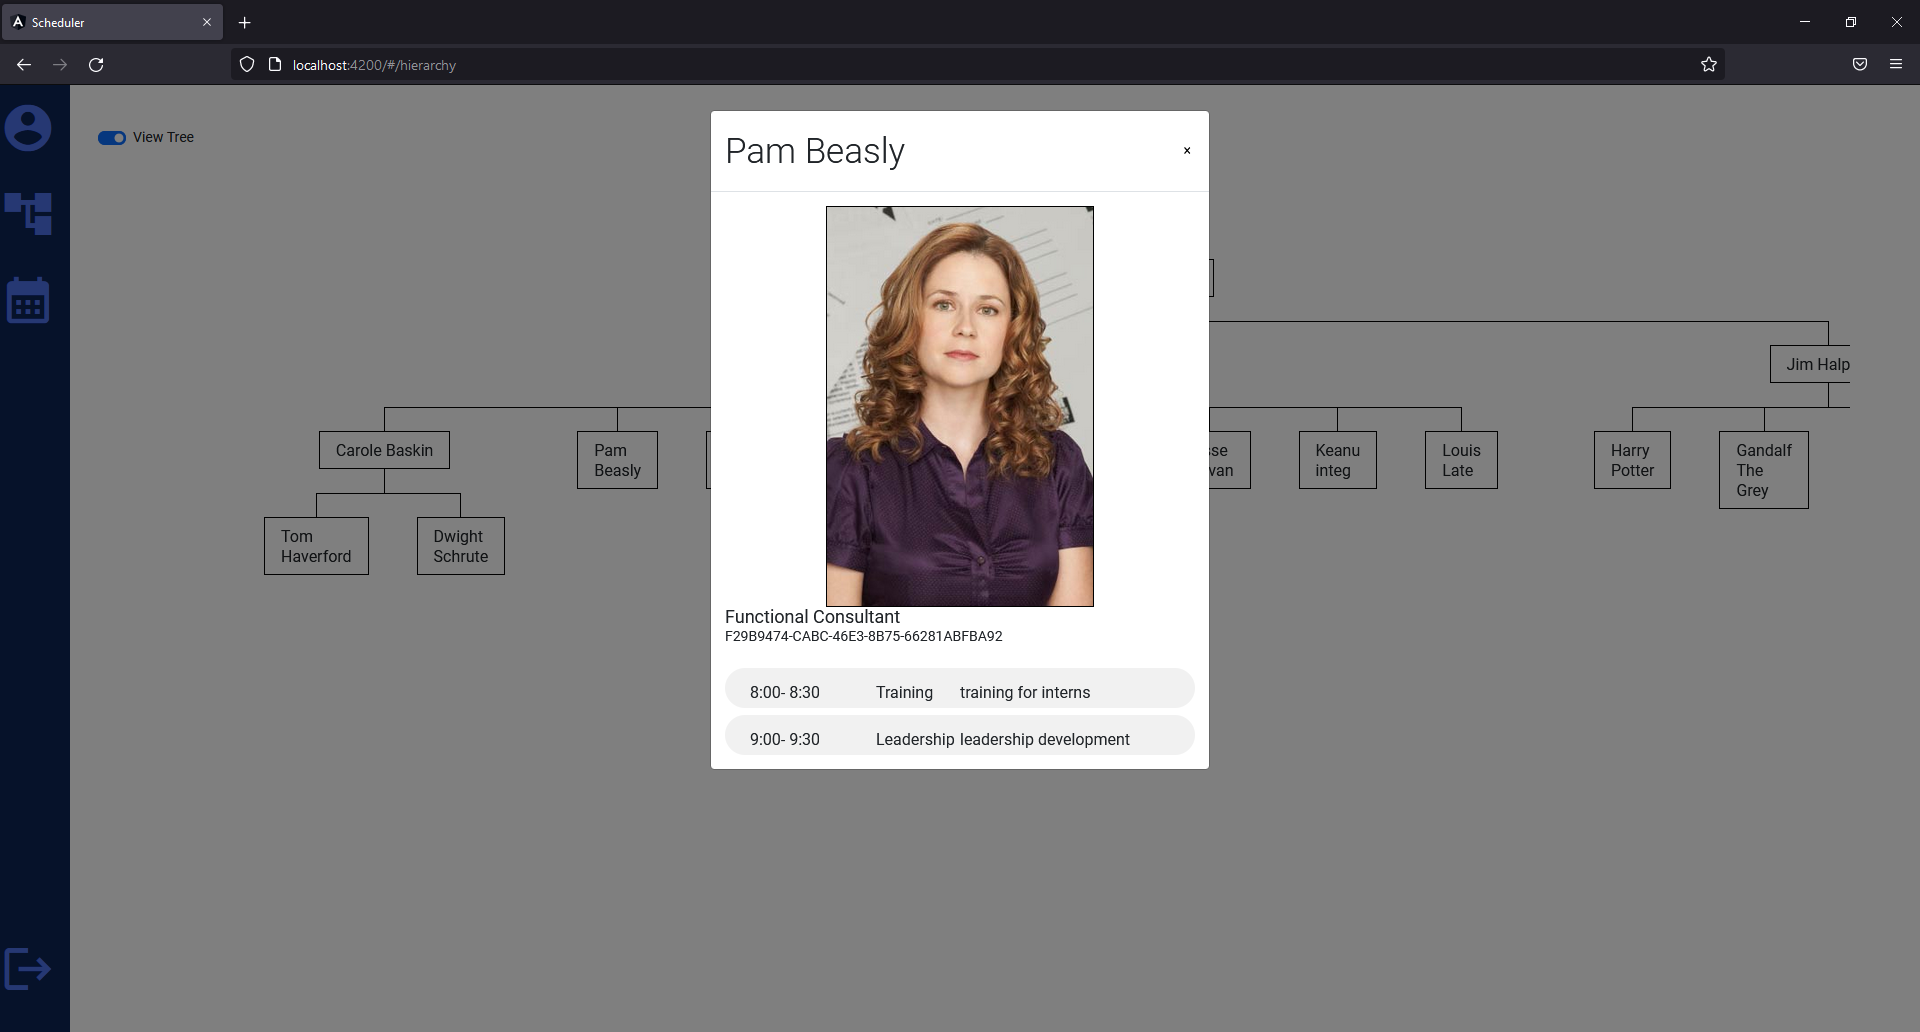 Scheduler
localhost:4200/#/hierarchy
View Tree
Pam Beasly
×
Functional Consultant
F29B9474-CABC-46E3-8B75-66281ABFBA92
8:00- 8:30 Training training for interns
9:00- 9:30 Leadership leadership development
Jim Halp
Carole Baskin
Pam
Beasly
sse
van
Keanu
integ
Louis
Late
Harry
Potter
Gandalf
The
Grey
Tom
Haverford
Dwight
Schrute